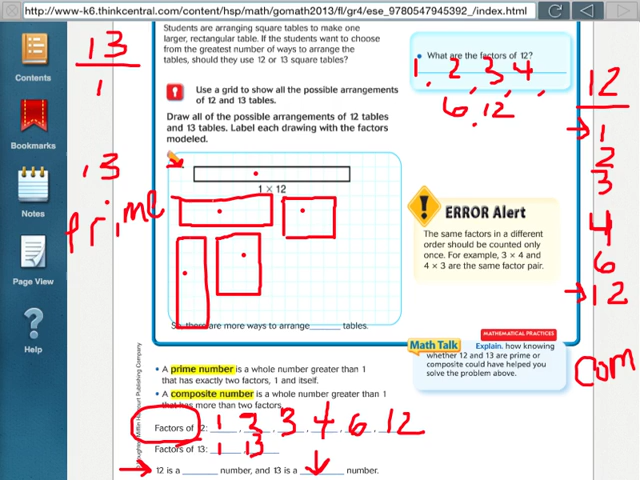 http://www-k6.thinkcentral.com/content/hsp/math/gomath2013/fl/gr4/ese_9780547945392_/index.html
Contents
Bookmarks
Notes
Page View
Help
13
1
13
prime
Students are arranging square tables to make one
larger, rectangular table. If the students want to choose
from the greatest number of ways to arrange the
tables, should they use 12 or 13 square tables?
Use a grid to show all the possible arrangements
of 12 and 13 tables.
Draw all of the possible arrangements of 12 tables
and 13 tables. Label each drawing with the factors
modeled.
1 × 12
So, there are more ways to arrange ______ tables.
• What are the factors of 12?
1, 2, 3, 4,
6, 12
12
1
2
3
4
6
12
com
ERROR Alert
The same factors in a different
order should be counted only
once. For example, 3 × 4 and
4 × 3 are the same factor pair.
MATHEMATICAL PRACTICES
Math Talk
Explain. how knowing
whether 12 and 13 are prime or
composite could have helped you
solve the problem above.
• A prime number is a whole number greater than 1
that has exactly two factors, 1 and itself.
• A composite number is a whole number greater than 1
that has more than two factors.
Factors of 12: 1, 2, 3, 4, 6, 12
Factors of 13: 1, 13
12 is a ______ number, and 13 is a ______ number.
© Houghton Mifflin Harcourt Publishing Company